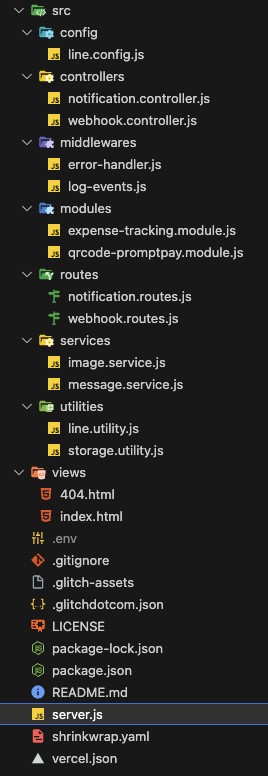 src
config
line.config.js
controllers
notification.controller.js
webhook.controller.js
middlewares
error-handler.js
log-events.js
modules
expense-tracking.module.js
qrcode-promptpay.module.js
routes
notification.routes.js
webhook.routes.js
services
image.service.js
message.service.js
utilities
line.utility.js
storage.utility.js
views
404.html
index.html
.env
.gitignore
.glitch-assets
.glitchdotcom.json
LICENSE
package-lock.json
package.json
README.md
server.js
shrinkwrap.yaml
vercel.json